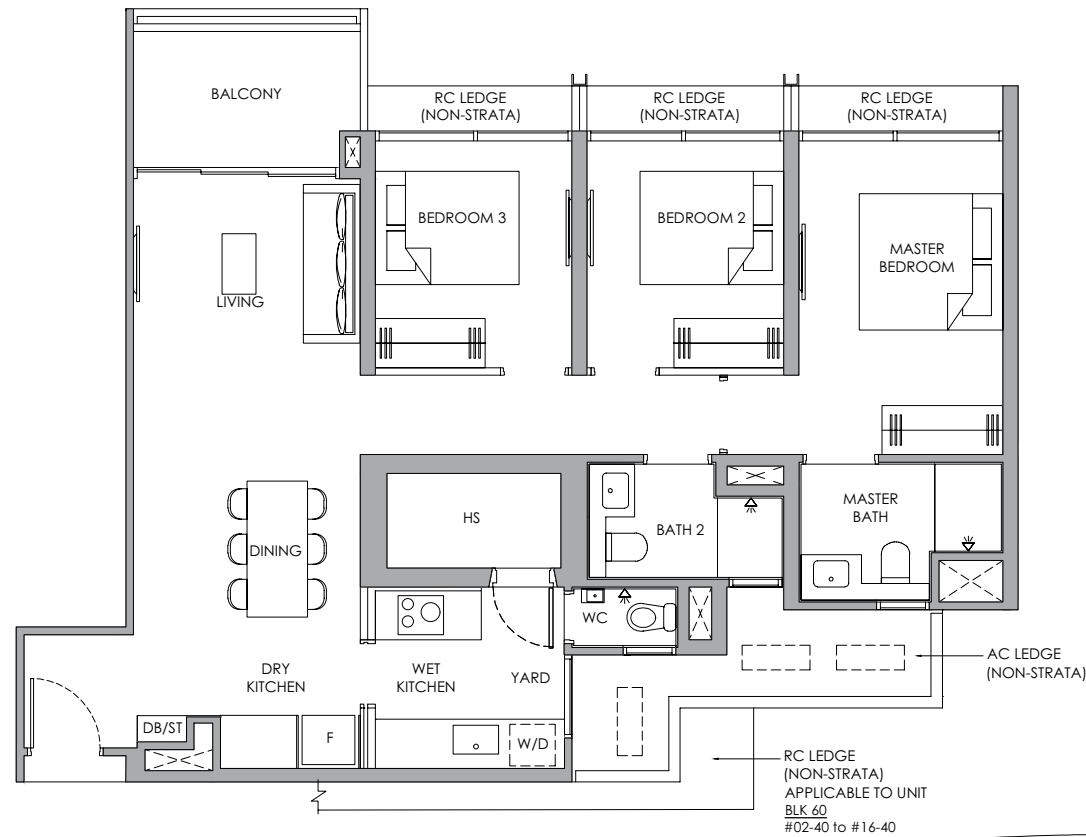 BALCONY
RC LEDGE
(NON-STRATA)
RC LEDGE
(NON-STRATA)
RC LEDGE
(NON-STRATA)
BEDROOM 3
BEDROOM 2
MASTER
BEDROOM
LIVING
HS
BATH 2
MASTER
BATH
DINING
WC
DRY
KITCHEN
WET
KITCHEN
YARD
AC LEDGE
(NON-STRATA)
DB/ST
F
W/D
RC LEDGE
(NON-STRATA)
APPLICABLE TO UNIT
BLK 60
#02-40 to #16-40